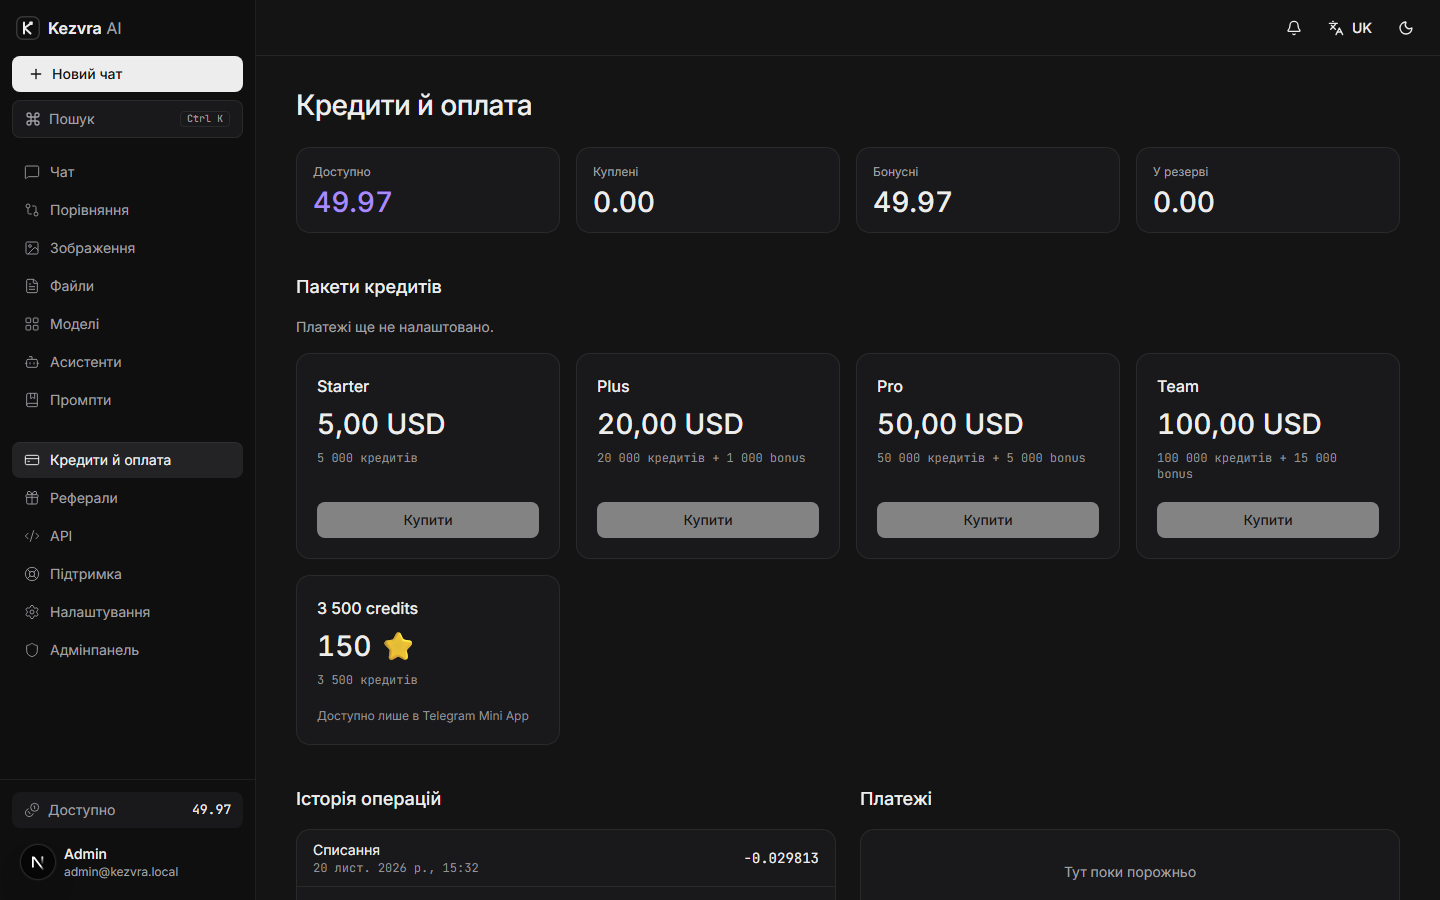 Kezvra AI
UK
Новий чат
Пошук
Ctrl K
Чат
Порівняння
Зображення
Файли
Моделі
Асистенти
Промпти
Кредити й оплата
Реферали
API
Підтримка
Налаштування
Адмінпанель
Доступно 49.97
N
Admin
admin@kezvra.local
Кредити й оплата
Доступно
49.97
Куплені
0.00
Бонусні
49.97
У резерві
0.00
Пакети кредитів
Платежі ще не налаштовано.
Starter
5,00 USD
5 000 кредитів
Купити
Plus
20,00 USD
20 000 кредитів + 1 000 bonus
Купити
Pro
50,00 USD
50 000 кредитів + 5 000 bonus
Купити
Team
100,00 USD
100 000 кредитів + 15 000
bonus
Купити
3 500 credits
150 ⭐
3 500 кредитів
Доступно лише в Telegram Mini App
Історія операцій
Списання
20 лист. 2026 р., 15:32
-0.029813
Платежі
Тут поки порожньо